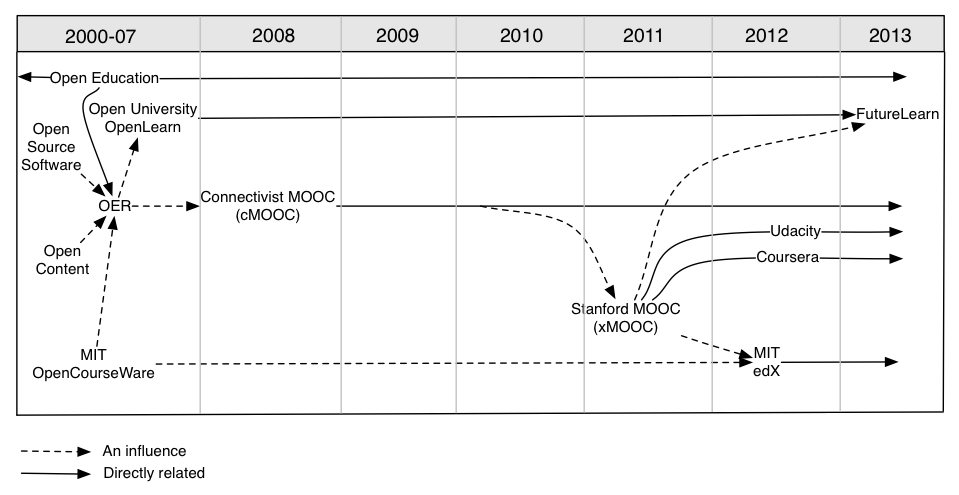 2000-07 2008 2009 2010 2011 2012 2013
Open Education
Open University
OpenLearn
FutureLearn
Open
Source
Software
OER
Connectivist MOOC
(cMOOC)
Udacity
Open
Content
Coursera
Stanford MOOC
(xMOOC)
MIT
OpenCourseWare
MIT
edX
An influence
Directly related